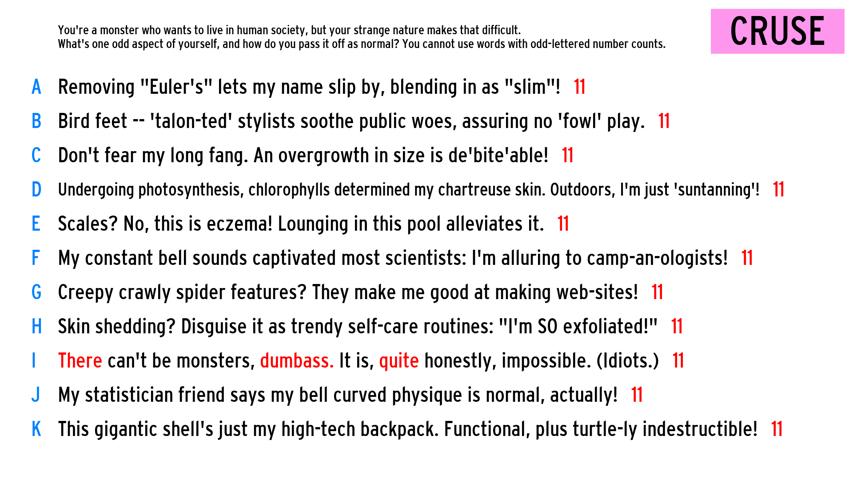 You're a monster who wants to live in human society, but your strange nature makes that difficult.
What's one odd aspect of yourself, and how do you pass it off as normal? You cannot use words with odd-lettered number counts.
CRUSE
A Removing "Euler's" lets my name slip by, blending in as "slim"! 11
B Bird feet -- 'talon-ted' stylists soothe public woes, assuring no 'fowl' play. 11
C Don't fear my long fang. An overgrowth in size is de'bite'able! 11
D Undergoing photosynthesis, chlorophylls determined my chartreuse skin. Outdoors, I'm just 'suntanning'! 11
E Scales? No, this is eczema! Lounging in this pool alleviates it. 11
F My constant bell sounds captivated most scientists: I'm alluring to camp-an-ologists! 11
G Creepy crawly spider features? They make me good at making web-sites! 11
H Skin shedding? Disguise it as trendy self-care routines: "I'm SO exfoliated!" 11
I There can't be monsters, dumbass. It is, quite honestly, impossible. (Idiots.) 11
J My statistician friend says my bell curved physique is normal, actually! 11
K This gigantic shell's just my high-tech backpack. Functional, plus turtle-ly indestructible! 11